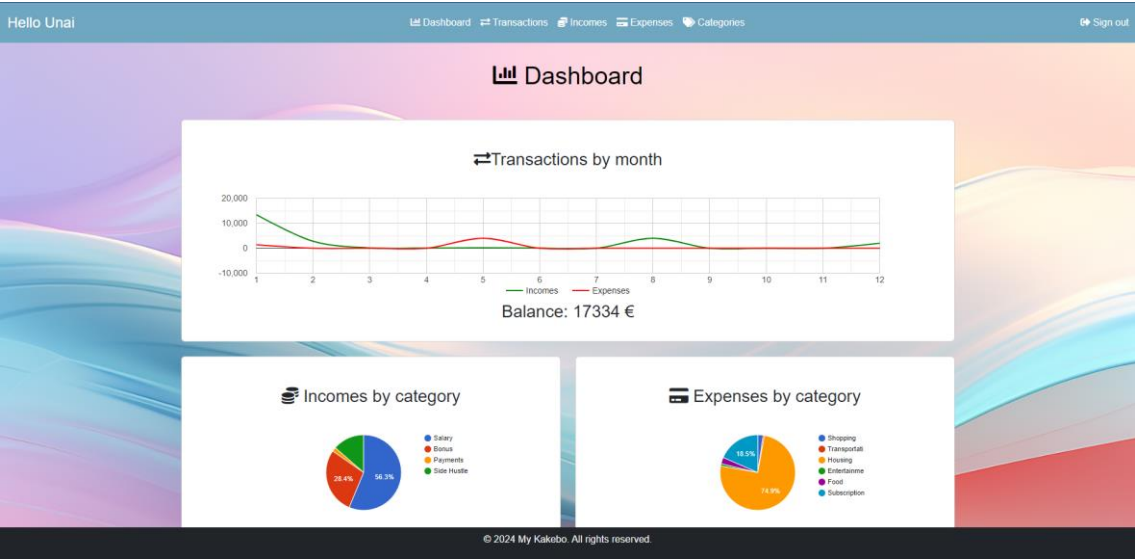 Hello Unai
Dashboard Transactions Incomes Expenses Categories
Sign out
Dashboard
Transactions by month
20,000
10,000
0
-10,000
1 2 3 4 5 6 7 8 9 10 11 12
Incomes Expenses
Balance: 17334 €
Incomes by category
56.3%
28.4%
Salary
Bonus
Payments
Side Hustle
Expenses by category
18.5%
74.9%
Shopping
Transportati
Housing
Entertainme
Food
Subscription
© 2024 My Kakebo. All rights reserved.